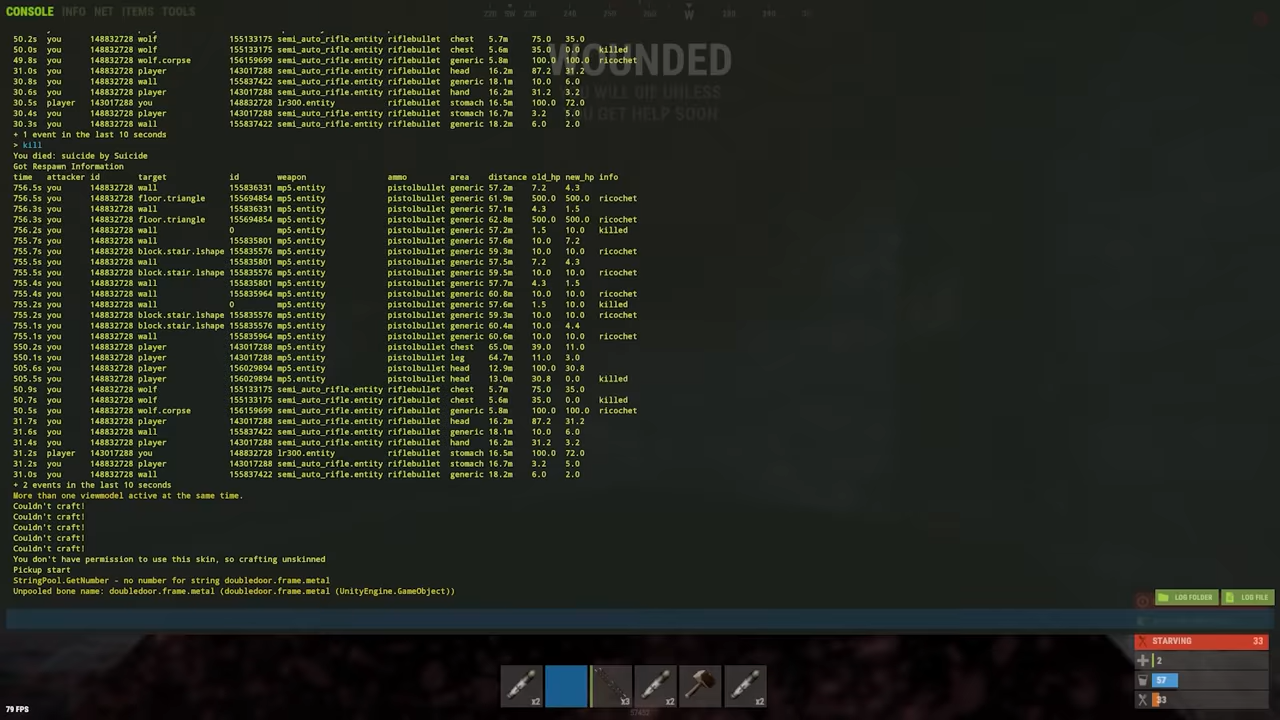 CONSOLE INFO NET ITEMS TOOLS
W
WOUNDED
YOU WILL DIE UNLESS
YOU GET HELP SOON
50.2s you 148832728 wolf 155133175 semi_auto_rifle.entity riflebullet chest 5.7m 75.0 35.0
50.0s you 148832728 wolf 155133175 semi_auto_rifle.entity riflebullet chest 5.6m 35.0 0.0 killed
49.8s you 148832728 wolf.corpse 156159699 semi_auto_rifle.entity riflebullet generic 5.8m 100.0 100.0 ricochet
31.0s you 148832728 player 143017288 semi_auto_rifle.entity riflebullet head 16.2m 87.2 31.2
30.8s you 148832728 wall 155837422 semi_auto_rifle.entity riflebullet generic 18.1m 10.0 6.0
30.6s you 148832728 player 143017288 semi_auto_rifle.entity riflebullet hand 16.2m 31.2 3.2
30.5s player 143017288 you 148832728 lr300.entity riflebullet stomach 16.5m 100.0 72.0
30.4s you 148832728 player 143017288 semi_auto_rifle.entity riflebullet stomach 16.7m 3.2 5.0
30.3s you 148832728 wall 155837422 semi_auto_rifle.entity riflebullet generic 18.2m 6.0 2.0
+ 1 event in the last 10 seconds
> kill
You died: suicide by Suicide
Got Respawn Information
time attacker id target id weapon ammo area distance old_hp new_hp info
756.5s you 148832728 wall 155836331 mp5.entity pistolbullet generic 57.2m 7.2 4.3
756.5s you 148832728 floor.triangle 155694854 mp5.entity pistolbullet generic 61.9m 500.0 500.0 ricochet
756.3s you 148832728 wall 155836331 mp5.entity pistolbullet generic 57.1m 4.3 1.5
756.3s you 148832728 floor.triangle 155694854 mp5.entity pistolbullet generic 62.8m 500.0 500.0 ricochet
756.2s you 148832728 wall 0 mp5.entity pistolbullet generic 57.2m 1.5 10.0 killed
755.7s you 148832728 wall 155835801 mp5.entity pistolbullet generic 57.6m 10.0 7.2
755.7s you 148832728 block.stair.lshape 155835576 mp5.entity pistolbullet generic 59.3m 10.0 10.0 ricochet
755.5s you 148832728 wall 155835801 mp5.entity pistolbullet generic 57.5m 7.2 4.3
755.5s you 148832728 block.stair.lshape 155835576 mp5.entity pistolbullet generic 59.5m 10.0 10.0 ricochet
755.4s you 148832728 wall 155835801 mp5.entity pistolbullet generic 57.7m 4.3 1.5
755.4s you 148832728 wall 155835964 mp5.entity pistolbullet generic 60.8m 10.0 10.0 ricochet
755.2s you 148832728 wall 0 mp5.entity pistolbullet generic 57.6m 1.5 10.0 killed
755.2s you 148832728 block.stair.lshape 155835576 mp5.entity pistolbullet generic 59.3m 10.0 10.0 ricochet
755.1s you 148832728 block.stair.lshape 155835576 mp5.entity pistolbullet generic 60.4m 10.0 4.4
755.1s you 148832728 wall 155835964 mp5.entity pistolbullet generic 60.6m 10.0 10.0 ricochet
550.2s you 148832728 player 143017288 mp5.entity pistolbullet chest 65.0m 39.0 11.0
550.1s you 148832728 player 143017288 mp5.entity pistolbullet leg 64.7m 11.0 3.0
505.6s you 148832728 player 156029894 mp5.entity pistolbullet head 12.9m 100.0 30.8
505.5s you 148832728 player 156029894 mp5.entity pistolbullet head 13.0m 30.8 0.0 killed
50.9s you 148832728 wolf 155133175 semi_auto_rifle.entity riflebullet chest 5.7m 75.0 35.0
50.7s you 148832728 wolf 155133175 semi_auto_rifle.entity riflebullet chest 5.6m 35.0 0.0 killed
50.5s you 148832728 wolf.corpse 156159699 semi_auto_rifle.entity riflebullet generic 5.8m 100.0 100.0 ricochet
31.7s you 148832728 player 143017288 semi_auto_rifle.entity riflebullet head 16.2m 87.2 31.2
31.6s you 148832728 wall 155837422 semi_auto_rifle.entity riflebullet generic 18.1m 10.0 6.0
31.4s you 148832728 player 143017288 semi_auto_rifle.entity riflebullet hand 16.2m 31.2 3.2
31.2s player 143017288 you 148832728 lr300.entity riflebullet stomach 16.5m 100.0 72.0
31.2s you 148832728 player 143017288 semi_auto_rifle.entity riflebullet stomach 16.7m 3.2 5.0
31.0s you 148832728 wall 155837422 semi_auto_rifle.entity riflebullet generic 18.2m 6.0 2.0
+ 2 events in the last 10 seconds
More than one viewmodel active at the same time.
Couldn't craft!
Couldn't craft!
Couldn't craft!
Couldn't craft!
Couldn't craft!
You don't have permission to use this skin, so crafting unskinned
Pickup start
StringPool.GetNumber - no number for string doubledoor.frame.metal
Unpooled bone name: doubledoor.frame.metal (doubledoor.frame.metal (UnityEngine.GameObject))
LOG FOLDER LOG FILE
STARVING 33
2
57
33
x2 x3 x2 x2
79 FPS